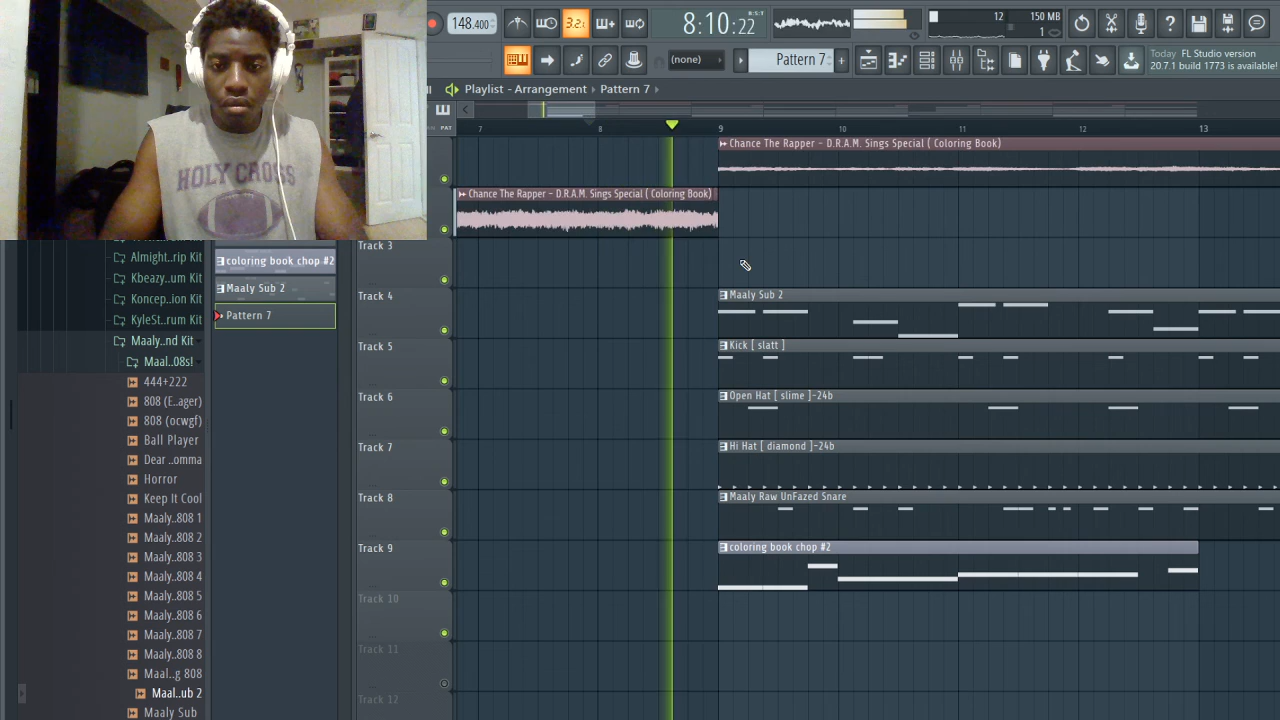 148.400
3.2.
8:10:22
B:S:T
12
150 MB
1
(none)
Pattern 7
Today FL Studio version
20.7.1 build 1773 is available!
Playlist - Arrangement Pattern 7
PAT
7 8 9 10 11 12 13
HOLY CROSS
Chance The Rapper - D.R.A.M. Sings Special ( Coloring Book)
Chance The Rapper - D.R.A.M. Sings Special ( Coloring Book)
Track 3
Track 4
Maaly Sub 2
Track 5
Kick [ slatt ]
Track 6
Open Hat [ slime ]-24b
Track 7
Hi Hat [ diamond ]-24b
Track 8
Maaly Raw UnFazed Snare
Track 9
coloring book chop #2
Track 10
Track 11
Track 12
coloring book chop #2
Maaly Sub 2
Pattern 7
Almight..rip Kit
Kbeazy..um Kit
Koncep..ion Kit
KyleSt..rum Kit
Maaly..nd Kit
Maal..08s!
444+222
808 (E..ager)
808 (ocwgf)
Ball Player
Dear ..omma
Horror
Keep It Cool
Maaly..808 1
Maaly..808 2
Maaly..808 3
Maaly..808 4
Maaly..808 5
Maaly..808 6
Maaly..808 7
Maaly..808 8
Maal..g 808
Maal..ub 2
Maaly Sub